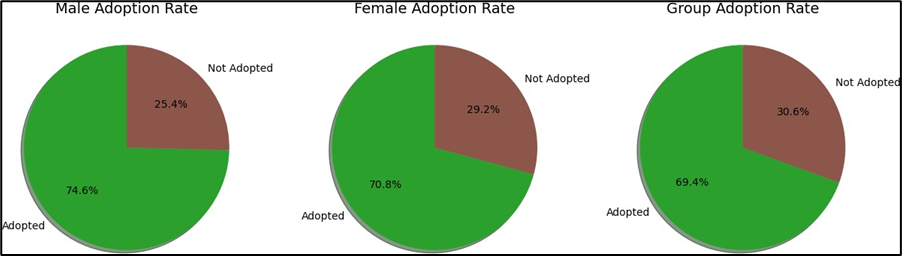 Male Adoption Rate
Not Adopted
25.4%
74.6%
Adopted
Female Adoption Rate
Not Adopted
29.2%
70.8%
Adopted
Group Adoption Rate
Not Adopted
30.6%
69.4%
Adopted